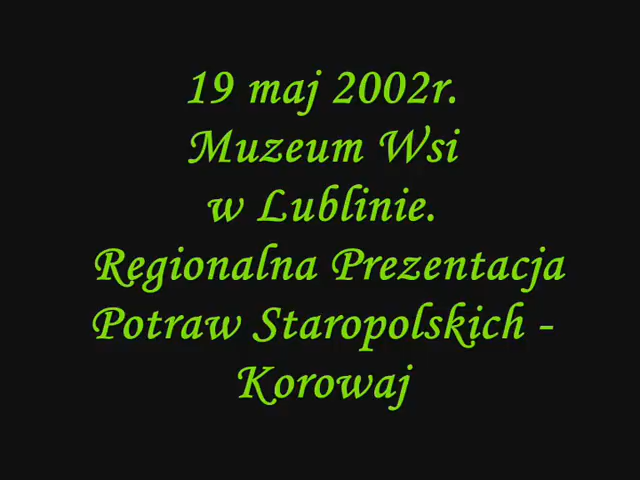 19 maj 2002r.
Muzeum Wsi
w Lublinie.
Regionalna Prezentacja
Potraw Staropolskich -
Korowaj